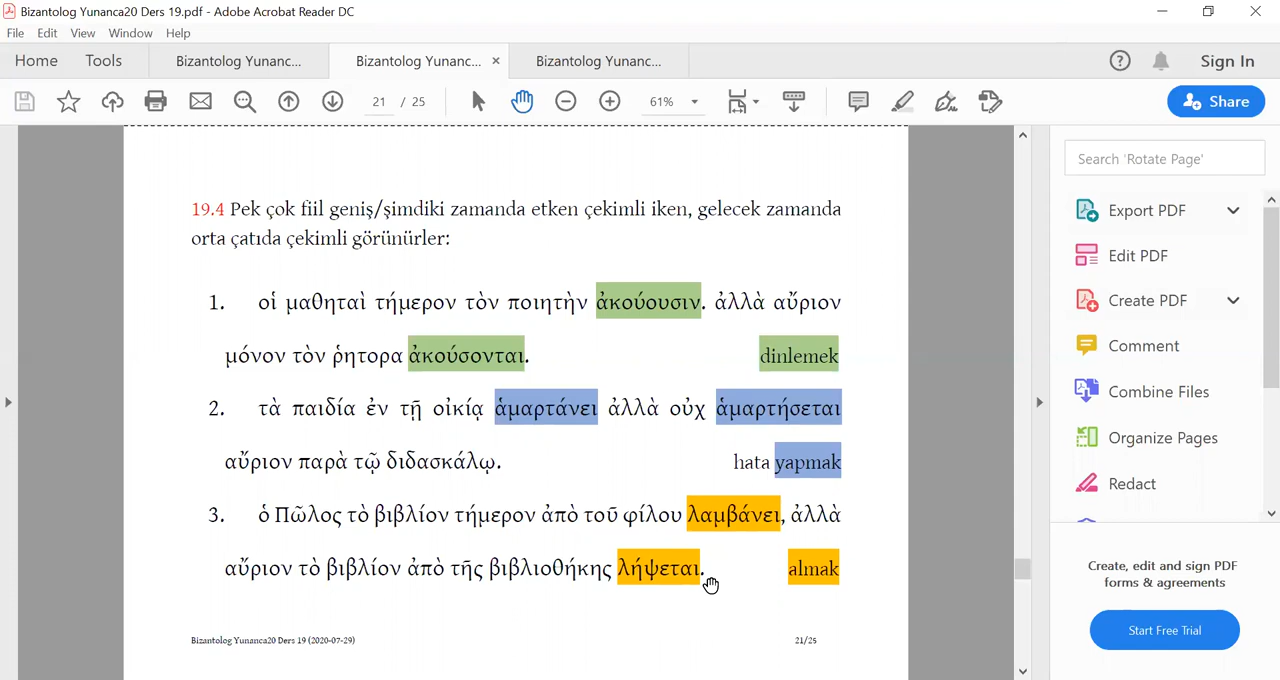 Bizantolog Yunanca20 Ders 19.pdf - Adobe Acrobat Reader DC
File Edit View Window Help
Home Tools Bizantolog Yunanc... Bizantolog Yunanc... × Bizantolog Yunanc... Sign In
21 / 25 61% Share
Search 'Rotate Page'
19.4 Pek çok fiil geniş/şimdiki zamanda etken çekimli iken, gelecek zamanda
orta çatıda çekimli görünürler:
1. οἱ μαθηταὶ τήμερον τὸν ποιητὴν ἀκούουσιν. ἀλλὰ αὔριον
μόνον τὸν ῥητορα ἀκούσονται. dinlemek
2. τὰ παιδία ἐν τῇ οἰκίᾳ ἁμαρτάνει ἀλλὰ οὐχ ἁμαρτήσεται
αὔριον παρὰ τῷ διδασκάλῳ. hata yapmak
3. ὁ Πῶλος τὸ βιβλίον τήμερον ἀπὸ τοῦ φίλου λαμβάνει, ἀλλὰ
αὔριον τὸ βιβλίον ἀπὸ τῆς βιβλιοθήκης λήψεται. almak
Bizantolog Yunanca20 Ders 19 (2020-07-29) 21/25
Export PDF
Edit PDF
Create PDF
Comment
Combine Files
Organize Pages
Redact
Create, edit and sign PDF
forms & agreements
Start Free Trial